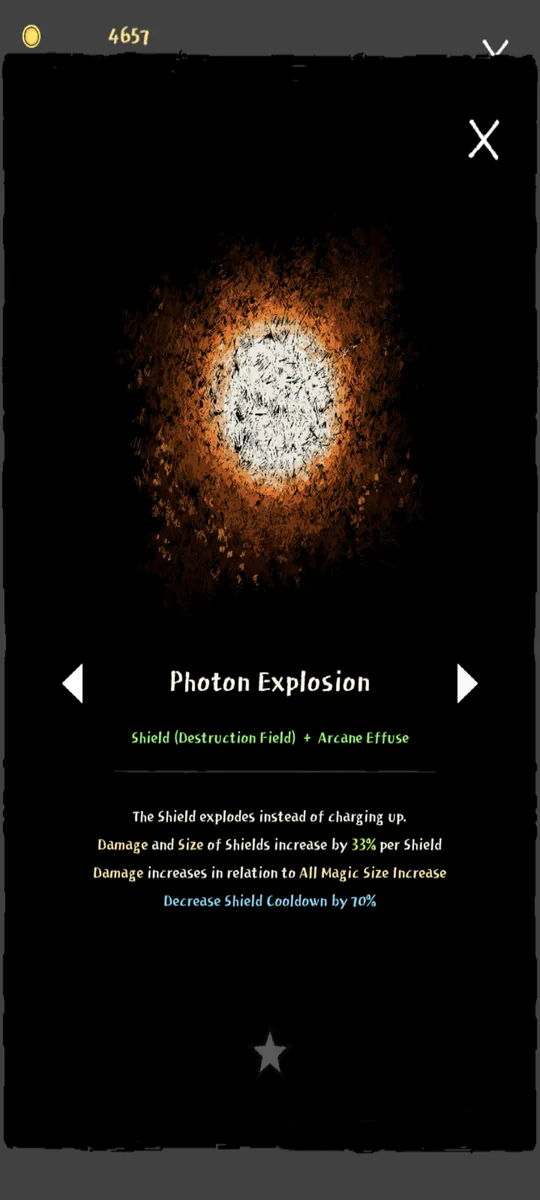 4657
X
Photon Explosion
Shield (Destruction Field) + Arcane Effuse
The Shield explodes instead of charging up.
Damage and Size of Shields increase by 33% per Shield
Damage increases in relation to All Magic Size Increase
Decrease Shield Cooldown by 70%